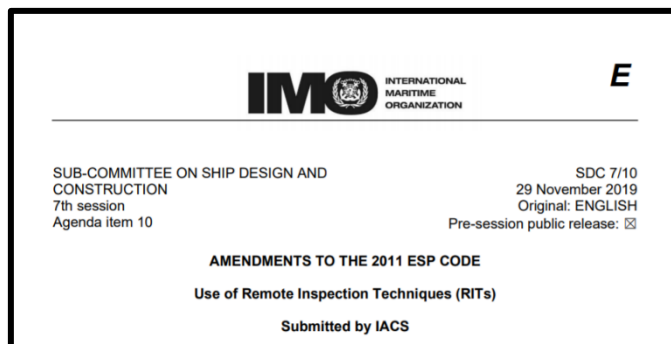 IMO INTERNATIONAL
MARITIME
ORGANIZATION
E
SUB-COMMITTEE ON SHIP DESIGN AND
CONSTRUCTION
7th session
Agenda item 10
SDC 7/10
29 November 2019
Original: ENGLISH
Pre-session public release: ☒
AMENDMENTS TO THE 2011 ESP CODE
Use of Remote Inspection Techniques (RITs)
Submitted by IACS